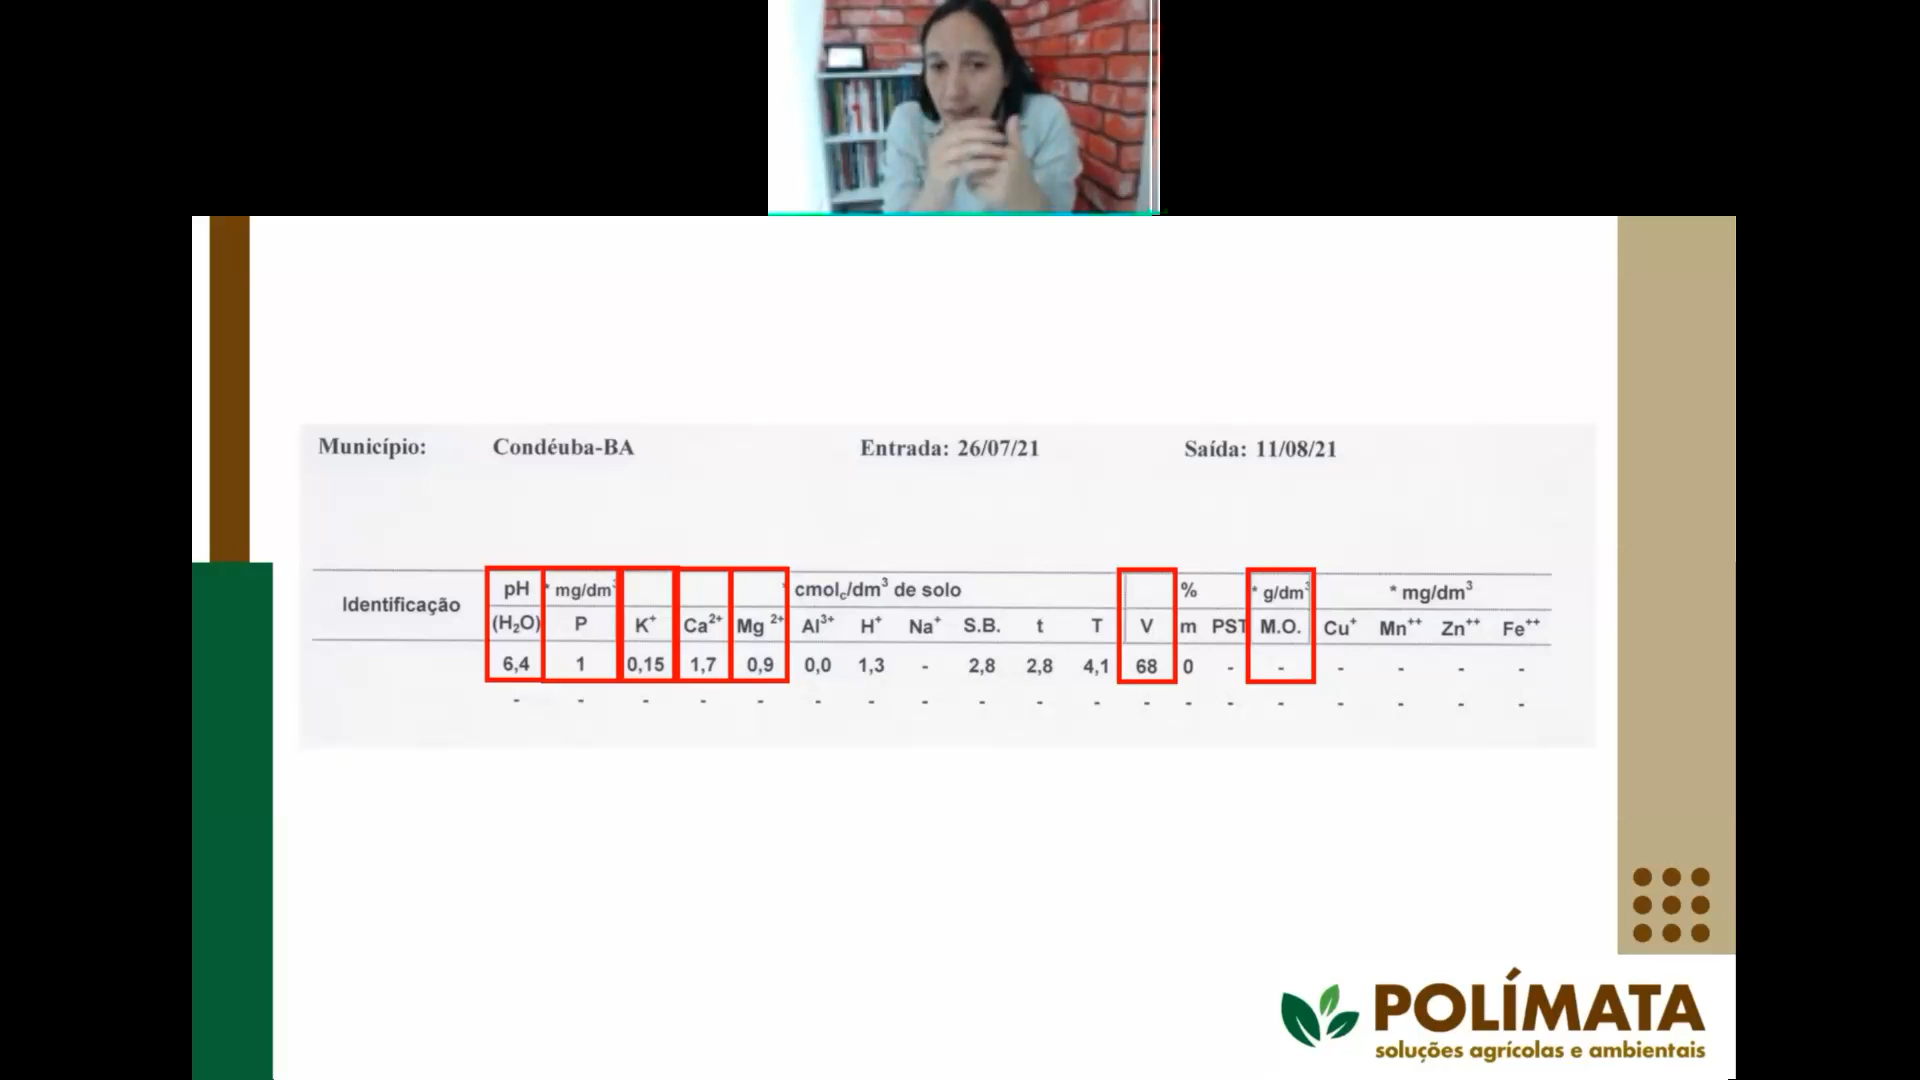 Município: Condéuba-BA Entrada: 26/07/21 Saída: 11/08/21
Identificação pH * mg/dm³ * cmolc/dm³ de solo % * g/dm³ * mg/dm³
(H₂O) P K⁺ Ca²⁺ Mg ²⁺ Al³⁺ H⁺ Na⁺ S.B. t T V m PST M.O. Cu⁺ Mn⁺⁺ Zn⁺⁺ Fe⁺⁺
6,4 1 0,15 1,7 0,9 0,0 1,3 - 2,8 2,8 4,1 68 0 - - - - - -
- - - - - - - - - - - - - - - - - - -
POLÍMATA
soluções agrícolas e ambientais